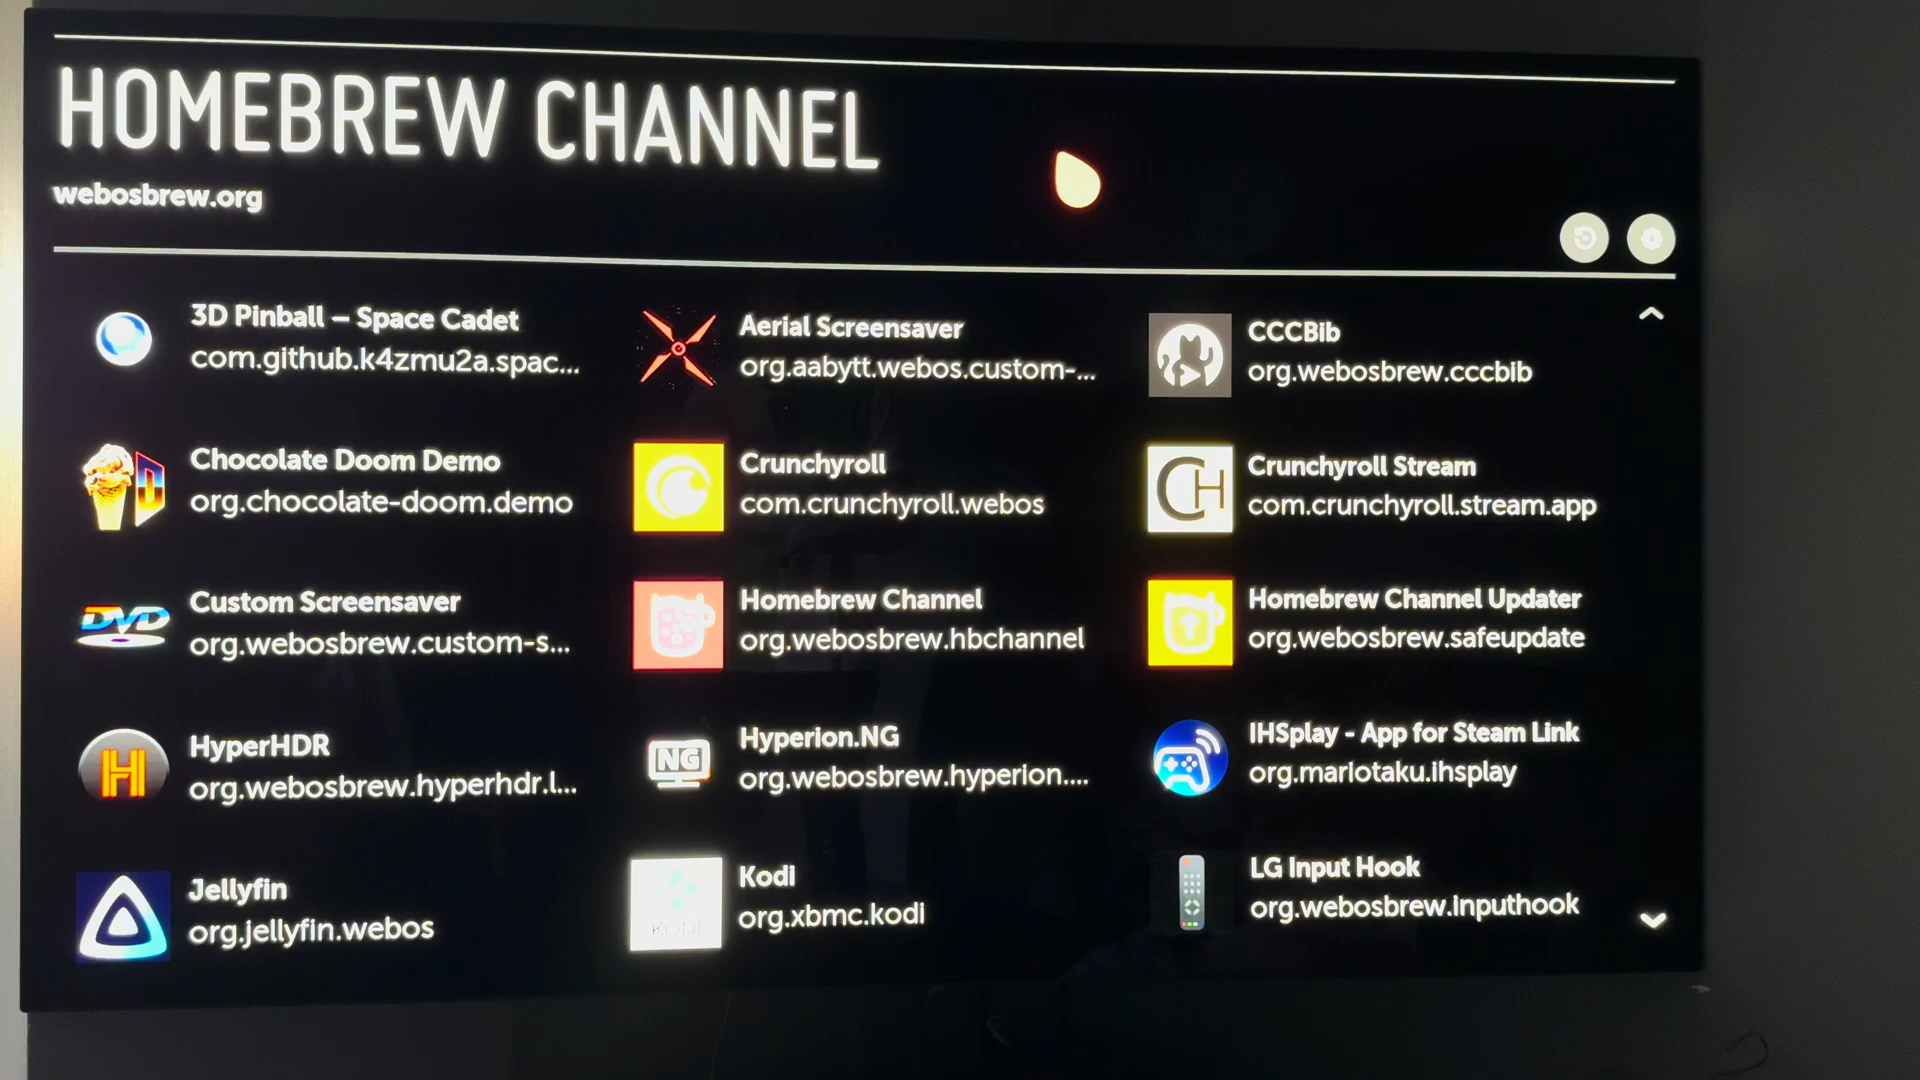 HOMEBREW CHANNEL
webosbrew.org
3D Pinball – Space Cadet
com.github.k4zmu2a.spac...
Aerial Screensaver
org.aabytt.webos.custom-...
CCCBib
org.webosbrew.cccbib
Chocolate Doom Demo
org.chocolate-doom.demo
Crunchyroll
com.crunchyroll.webos
CH
Crunchyroll Stream
com.crunchyroll.stream.app
DVD
Custom Screensaver
org.webosbrew.custom-s...
Homebrew Channel
org.webosbrew.hbchannel
Homebrew Channel Updater
org.webosbrew.safeupdate
H
HyperHDR
org.webosbrew.hyperhdr.l...
NG
Hyperion.NG
org.webosbrew.hyperion....
IHSplay - App for Steam Link
org.mariotaku.ihsplay
Jellyfin
org.jellyfin.webos
KODI
Kodi
org.xbmc.kodi
LG Input Hook
org.webosbrew.inputhook